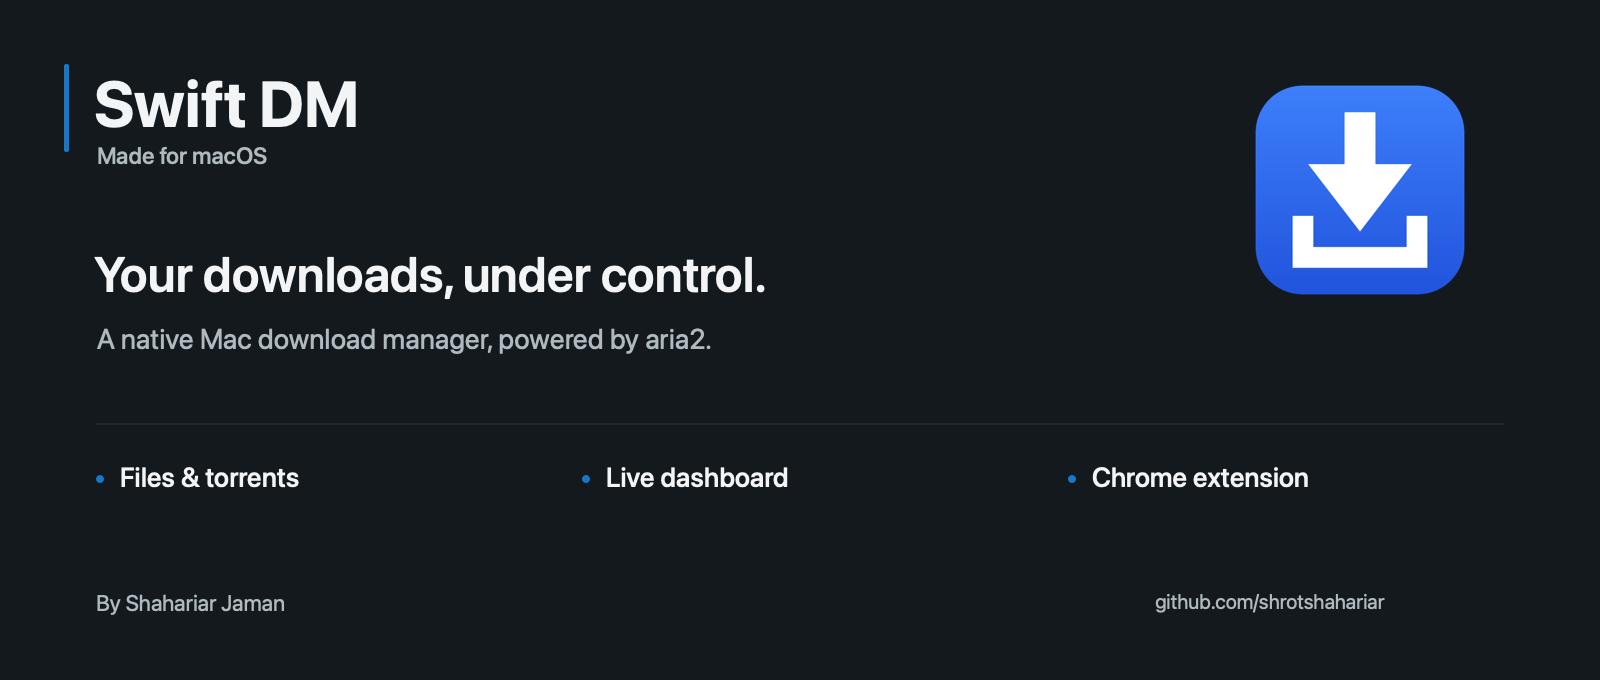 Swift DM
Made for macOS
Your downloads, under control.
A native Mac download manager, powered by aria2.
Files & torrents
Live dashboard
Chrome extension
By Shahariar Jaman
github.com/shrotshahariar